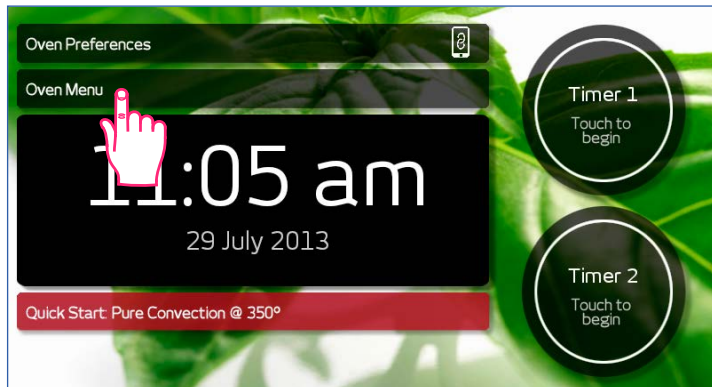 Oven Preferences
Oven Menu
11:05 am
29 July 2013
Quick Start: Pure Convection @ 350º
Timer 1
Touch to
begin
Timer 2
Touch to
begin